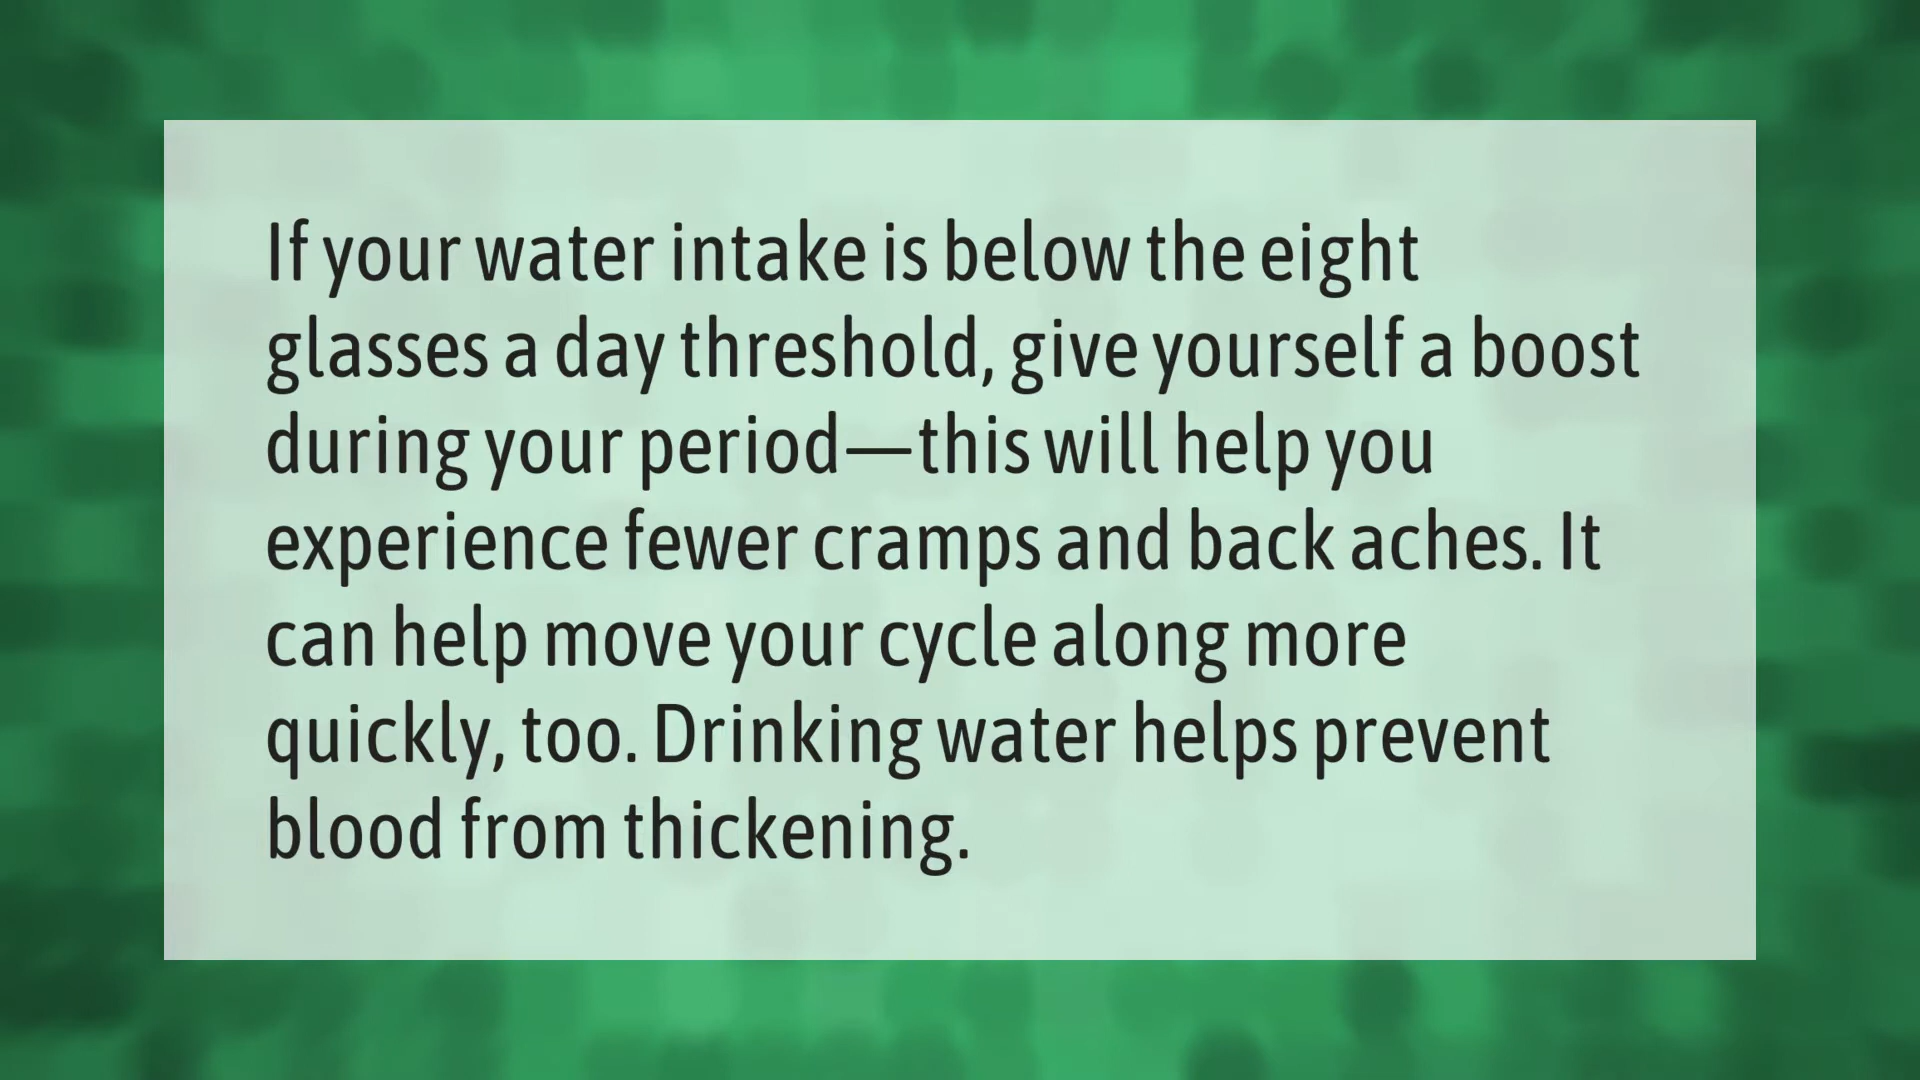 If your water intake is below the eight
glasses a day threshold, give yourself a boost
during your period—this will help you
experience fewer cramps and back aches. It
can help move your cycle along more
quickly, too. Drinking water helps prevent
blood from thickening.